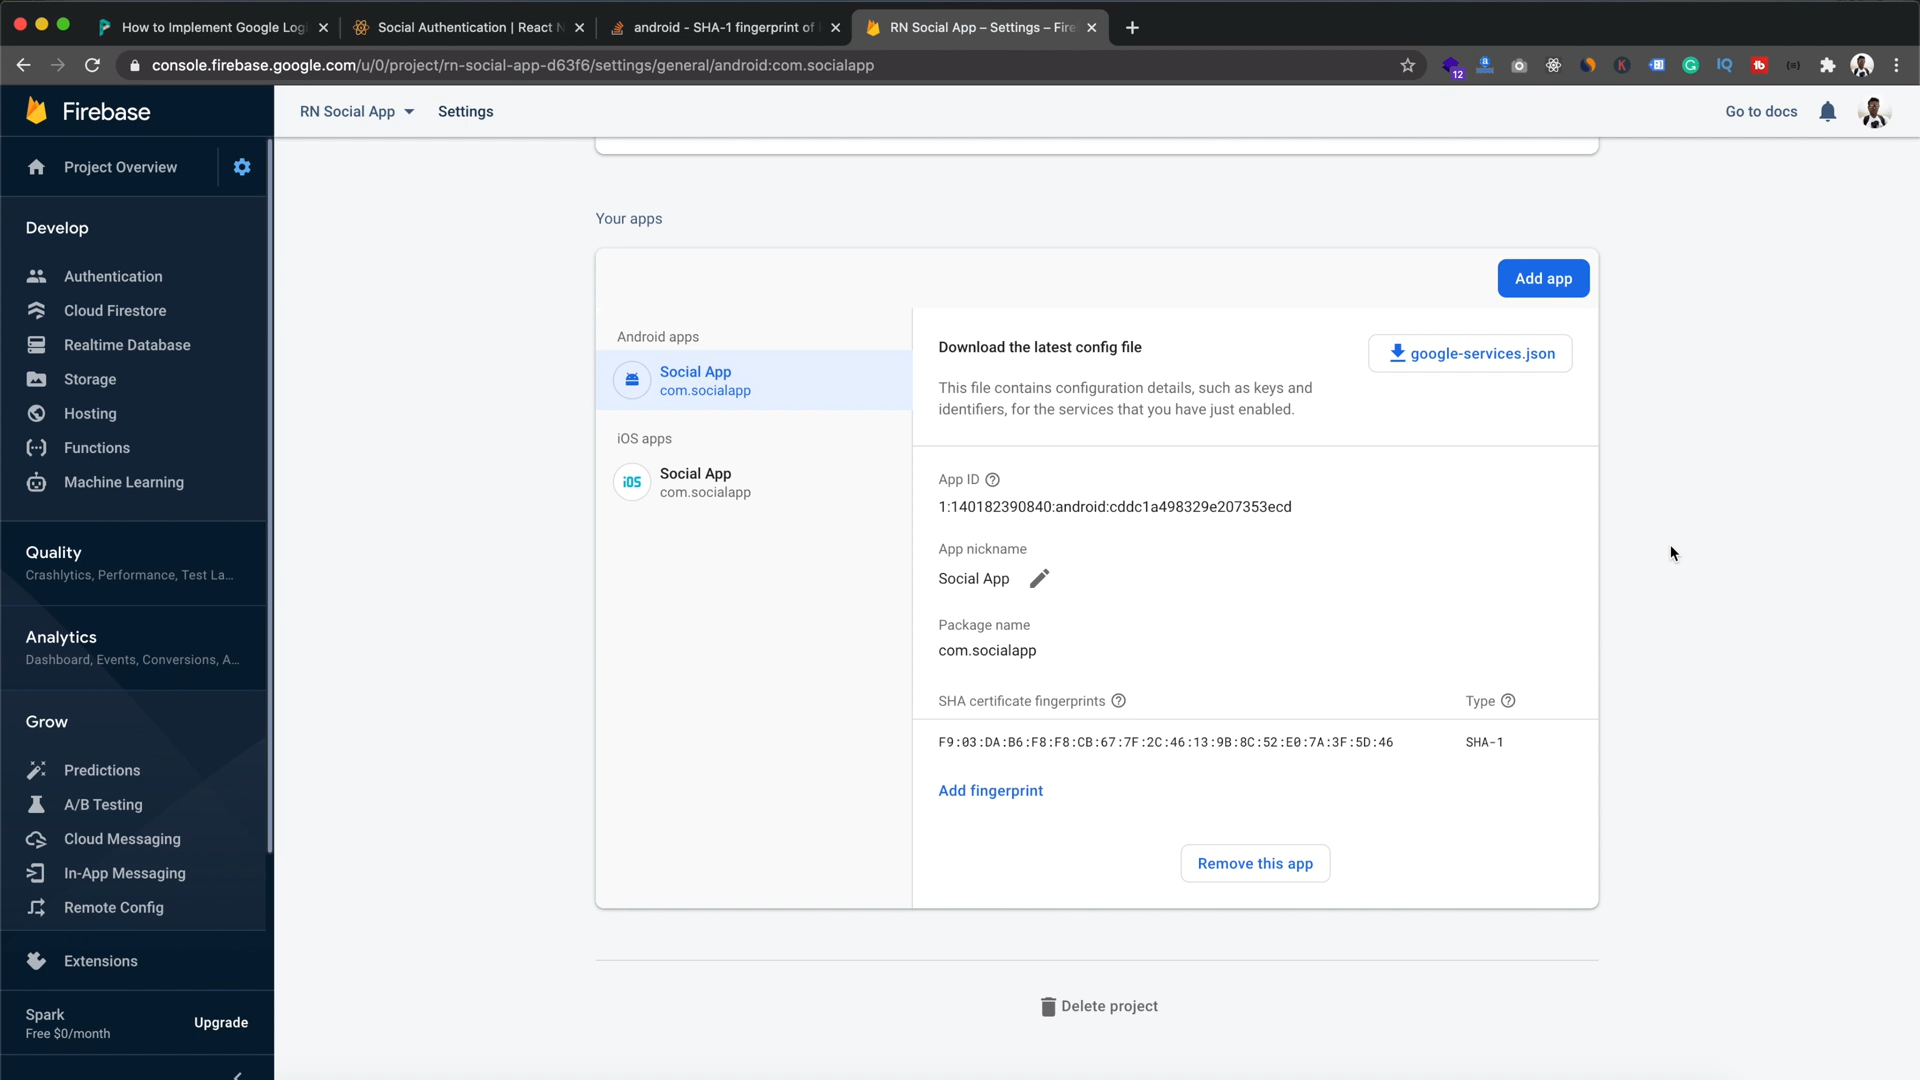 How to Implement Google Log
Social Authentication | React N
android - SHA-1 fingerprint of
RN Social App – Settings – Fire
console.firebase.google.com/u/0/project/rn-social-app-d63f6/settings/general/android:com.socialapp
12
Firebase
RN Social App
Settings
Go to docs
Project Overview
Develop
Authentication
Cloud Firestore
Realtime Database
Storage
Hosting
Functions
Machine Learning
Quality
Crashlytics, Performance, Test La...
Analytics
Dashboard, Events, Conversions, A...
Grow
Predictions
A/B Testing
Cloud Messaging
In-App Messaging
Remote Config
Extensions
Spark
Free $0/month
Upgrade
Your apps
Add app
Android apps
Social App
com.socialapp
iOS apps
iOS
Social App
com.socialapp
Download the latest config file
google-services.json
This file contains configuration details, such as keys and
identifiers, for the services that you have just enabled.
App ID
1:140182390840:android:cddc1a498329e207353ecd
App nickname
Social App
Package name
com.socialapp
SHA certificate fingerprints
Type
F9:03:DA:B6:F8:F8:CB:67:7F:2C:46:13:9B:8C:52:E0:7A:3F:5D:46
SHA-1
Add fingerprint
Remove this app
Delete project